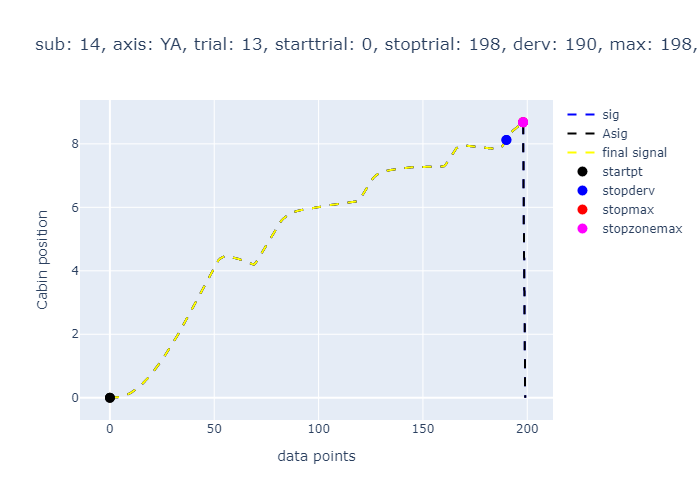 sub: 14, axis: YA, trial: 13, starttrial: 0, stoptrial: 198, derv: 190, max: 198,
sig
Asig
final signal
startpt
stopderv
stopmax
stopzonemax
Cabin position
8
6
4
2
0
0 50 100 150 200
data points